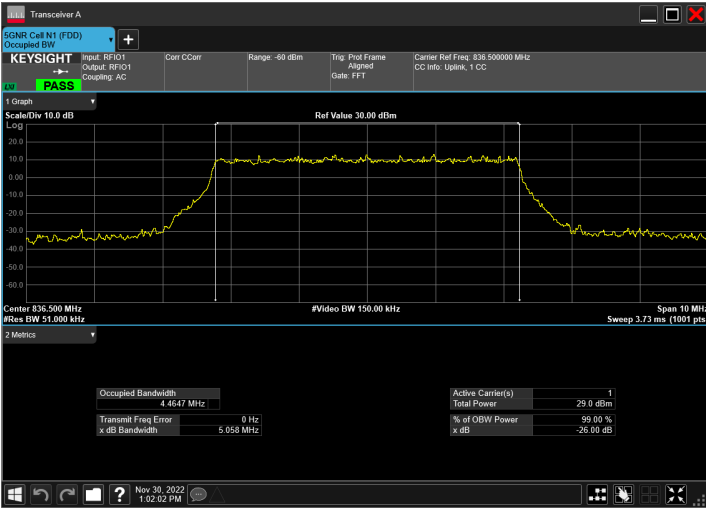 Transceiver A
5GNR Cell N1 (FDD)
Occupied BW
+
KEYSIGHT
LXI
PASS
Input: RFIO1
Output: RFIO1
Coupling: AC
Corr CCorr
Range: -60 dBm
Trig: Prot Frame
Aligned
Gate: FFT
Carrier Ref Freq: 836.500000 MHz
CC Info: Uplink, 1 CC
1 Graph
Scale/Div 10.0 dB
Ref Value 30.00 dBm
Log
20.0
10.0
0.00
-10.0
-20.0
-30.0
-40.0
-50.0
-60.0
Center 836.500 MHz
#Video BW 150.00 kHz
Span 10 MHz
#Res BW 51.000 kHz
Sweep 3.73 ms (1001 pts
2 Metrics
Occupied Bandwidth
4.4647 MHz
Transmit Freq Error 0 Hz
x dB Bandwidth 5.058 MHz
Active Carrier(s) 1
Total Power 29.0 dBm
% of OBW Power 99.00 %
x dB -26.00 dB
?
Nov 30, 2022
1:02:02 PM